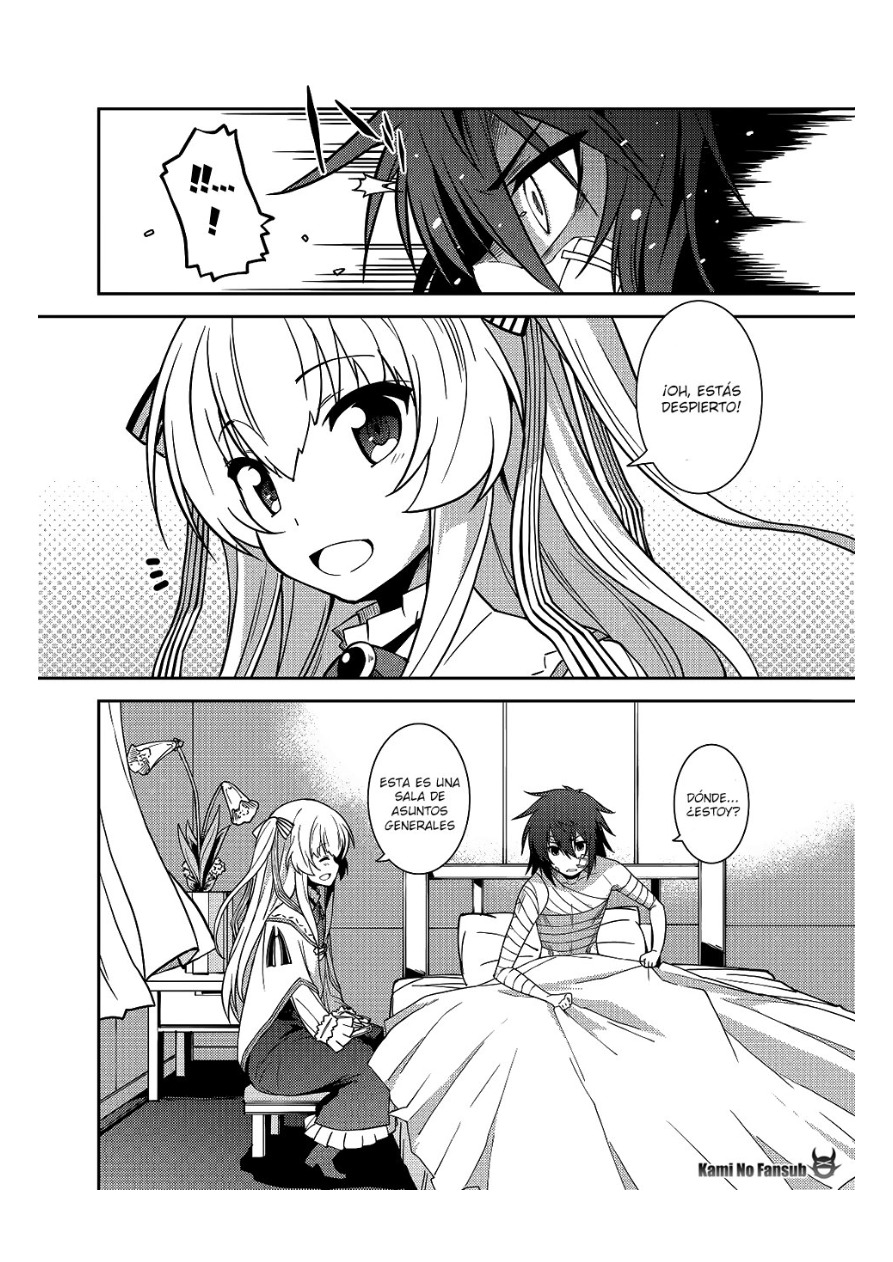 !!...
!
¡OH, ESTÁS
DESPIERTO!
DÓNDE...
¿ESTOY?
ESTA ES UNA
SALA DE
ASUNTOS
GENERALES
Kami No Fansub